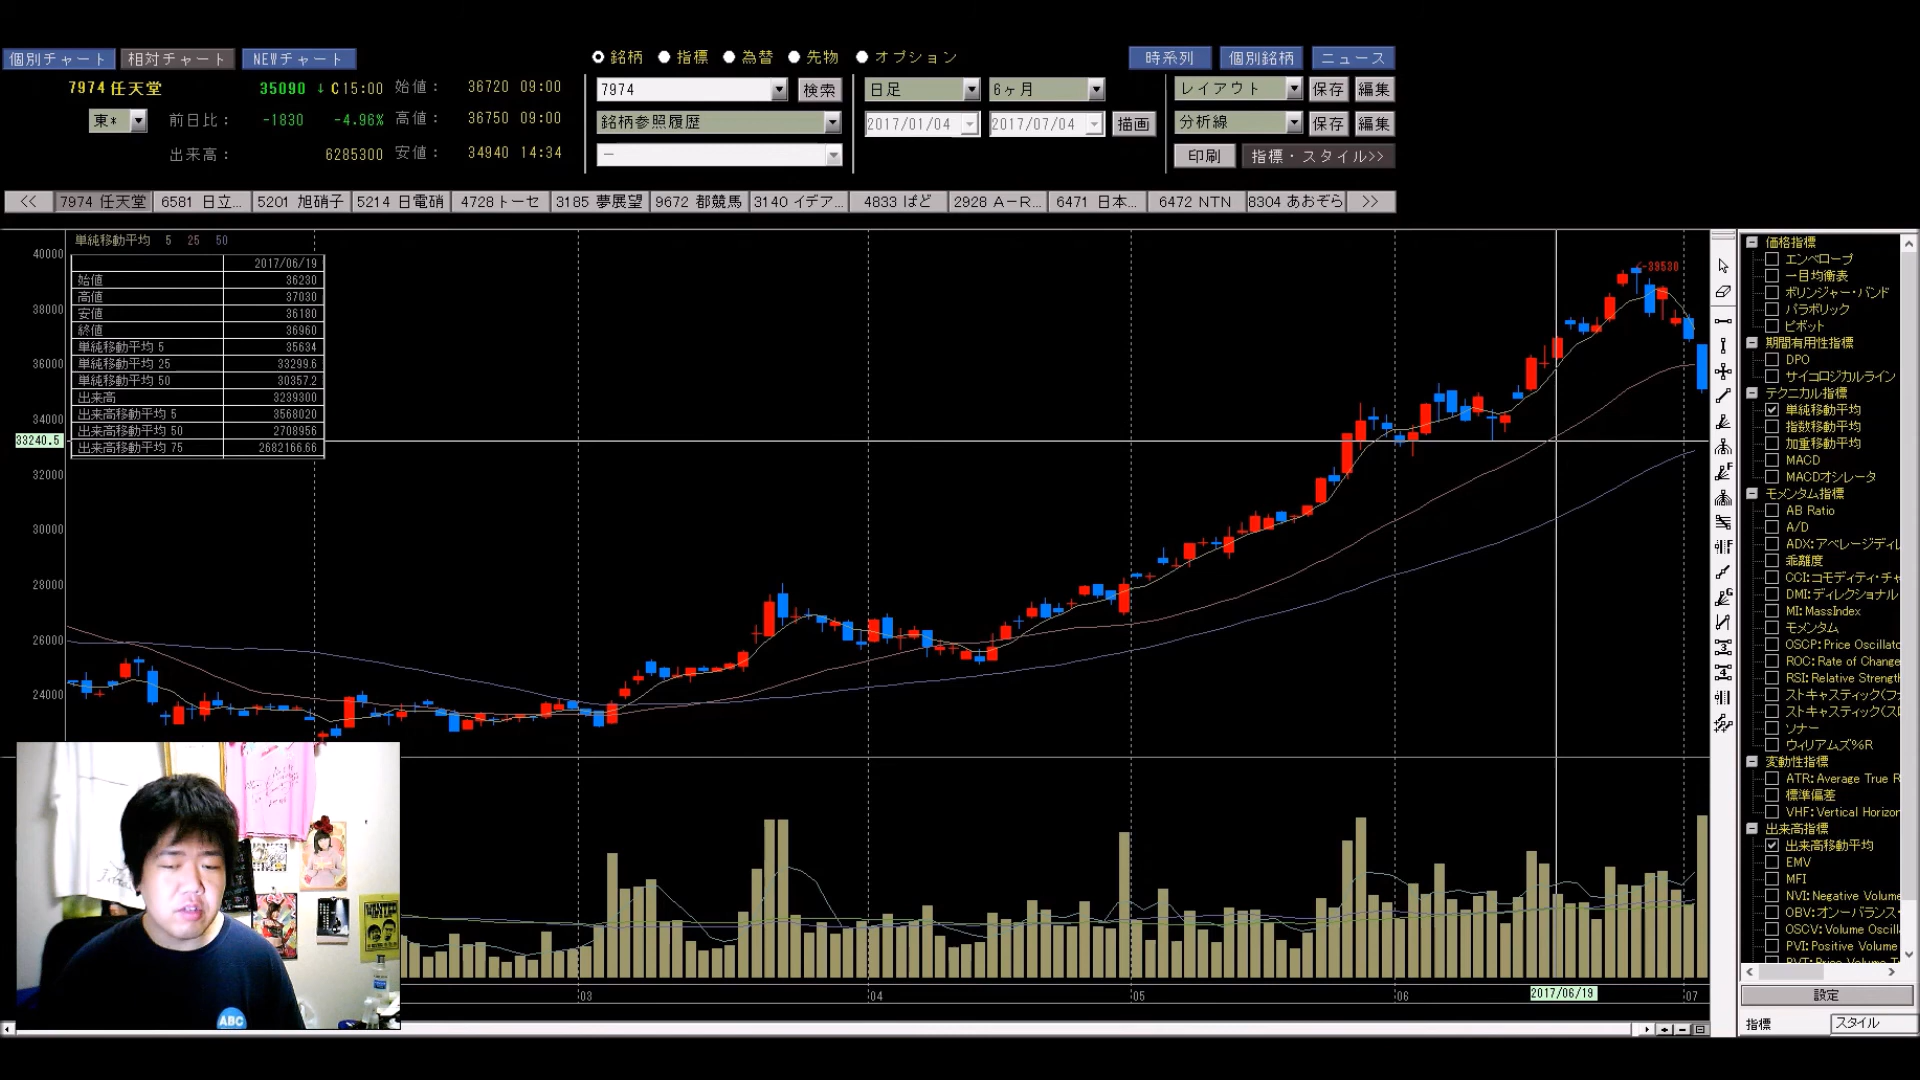 個別チャート 相対チャート NEWチャート 銘柄 指標 為替 先物 オプション 時系列 個別銘柄 ニュース
7974 任天堂 35090 ↓ C15:00 始値： 36720 09:00 7974 検索 日足 6ヶ月 レイアウト 保存 編集
東* 前日比： -1830 -4.96% 高値： 36750 09:00 銘柄参照履歴 2017/01/04 2017/07/04 描画 分析線 保存 編集
出来高： 6285300 安値： 34940 14:34 － 印刷 指標・スタイル>>
<< 7974 任天堂 6581 日立... 5201 旭硝子 5214 日電硝 4728 トーセ 3185 夢展望 9672 都競馬 3140 イデア... 4833 ぱど 2928 Ａ－Ｒ... 6471 日本... 6472 NTN 8304 あおぞら >>
単純移動平均 5 25 50
2017/06/19
始値 36230
高値 37030
安値 36180
終値 36960
単純移動平均 5 35634
単純移動平均 25 33299.6
単純移動平均 50 30357.2
出来高 3239300
出来高移動平均 5 3568020
出来高移動平均 50 2708956
出来高移動平均 75 2682166.66
40000
38000
36000
34000
33240.5
32000
30000
28000
26000
24000
39530
03 04 05 06 2017/06/19 07
価格指標
エンベロープ
一目均衡表
ボリンジャー・バンド
パラボリック
ピボット
期間有用性指標
DPO
サイコロジカルライン
テクニカル指標
単純移動平均
指数移動平均
加重移動平均
MACD
MACDオシレータ
モメンタム指標
AB Ratio
A/D
ADX:アベレージディレ
乖離度
CCI:コモディティ・チャ
DMI:ディレクショナル
MI:MassIndex
モメンタム
OSCP:Price Oscillato
ROC:Rate of Change
RSI:Relative Strengt
ストキャスティック(フ
ストキャスティック(ス
ソナー
ウィリアムズ%R
変動性指標
ATR:Average True R
標準偏差
VHF:Vertical Horizon
出来高指標
出来高移動平均
EMV
MFI
NVI:Negative Volume
OBV:オーバランス・
OSCV:Volume Oscill
PVI:Positive Volume
設定
指標 スタイル
ABC